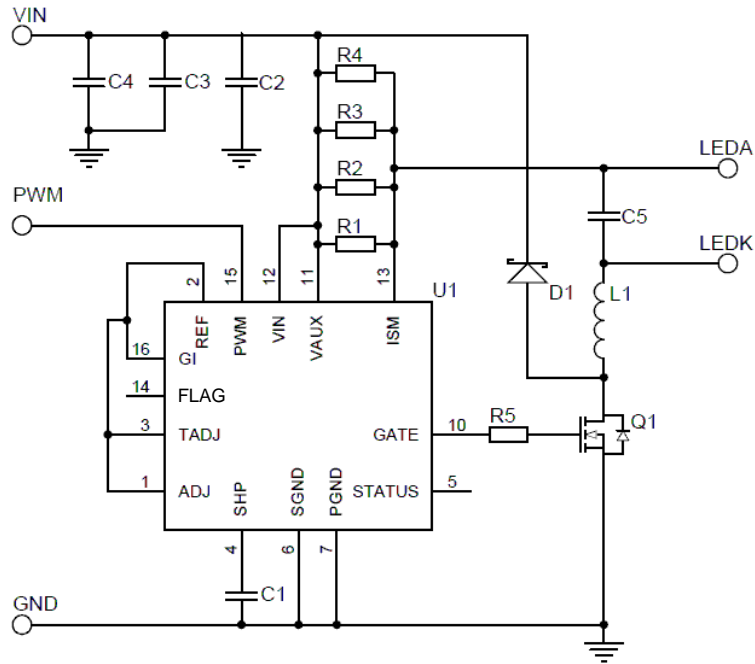 VIN
R4
C4
C3
C2
R3
LEDA
R2
PWM
C5
R1
LEDK
2
15
12
11
13
U1
D1
L1
REF
PWM
VIN
VAUX
ISM
16
GI
14
FLAG
R5
Q1
3
TADJ
GATE
10
1
ADJ
SHP
SGND
PGND
STATUS
5
4
6
7
C1
GND